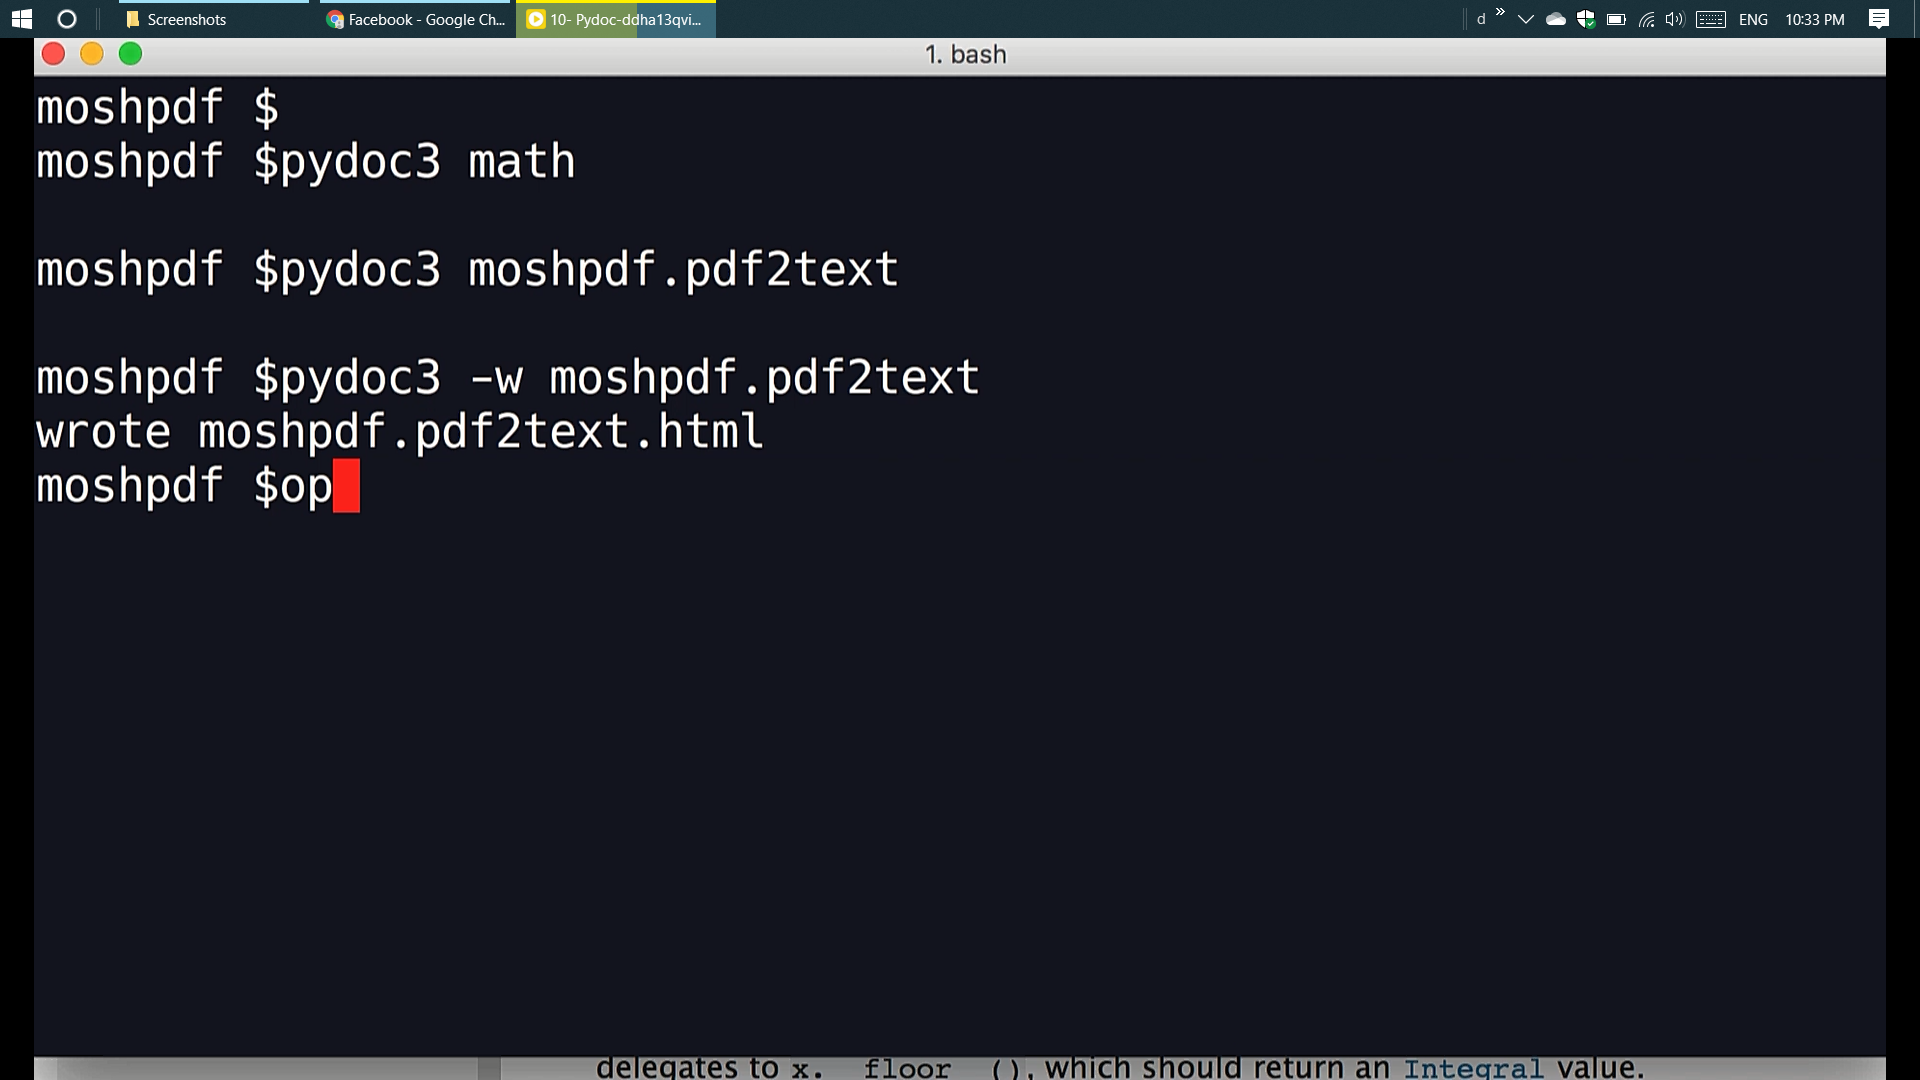 Screenshots
Facebook - Google Ch...
10- Pydoc-ddha13qvi...
d
ENG
10:33 PM
1. bash
moshpdf $
moshpdf $pydoc3 math
moshpdf $pydoc3 moshpdf.pdf2text
moshpdf $pydoc3 -w moshpdf.pdf2text
wrote moshpdf.pdf2text.html
moshpdf $op
delegates to x.__floor__(), which should return an Integral value.